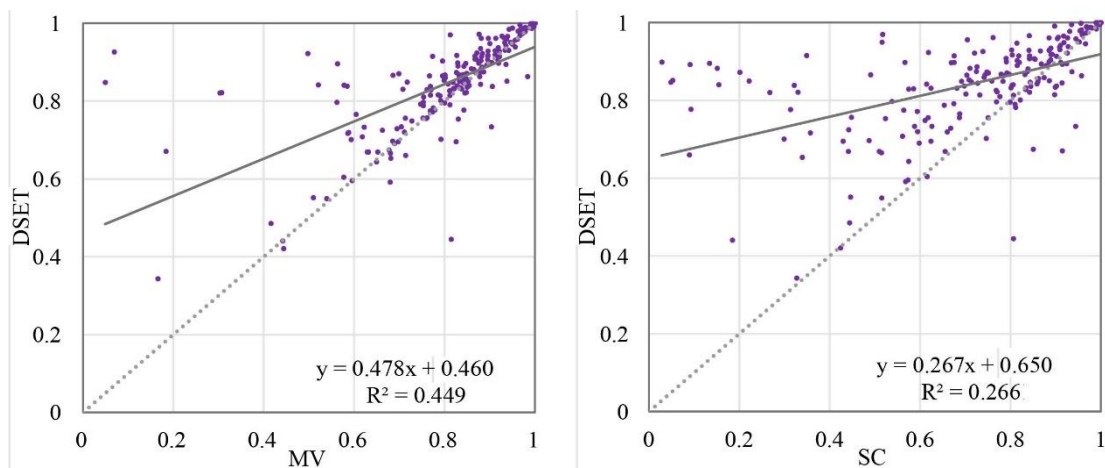 1
0.8
0.6
0.4
0.2
0
DSET
0 0.2 0.4 0.6 0.8 1
MV
y = 0.478x + 0.460
R² = 0.449
1
0.8
0.6
0.4
0.2
0
DSET
0 0.2 0.4 0.6 0.8 1
SC
y = 0.267x + 0.650
R² = 0.266